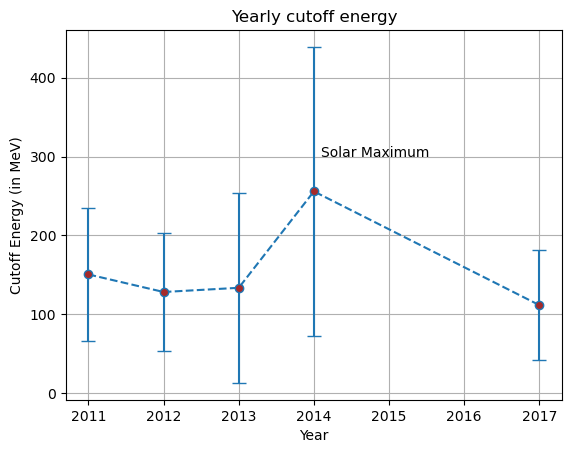 Yearly cutoff energy
Cutoff Energy (in MeV)
400
300
200
100
0
Solar Maximum
2011 2012 2013 2014 2015 2016 2017
Year